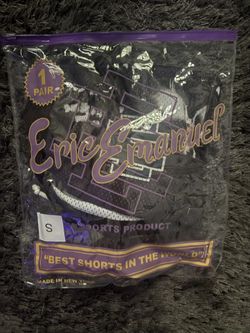 1
PAIR
Eric Emanuel
S
SPORTS PRODUCT
"BEST SHORTS IN THE WORLD"
MADE IN NEW